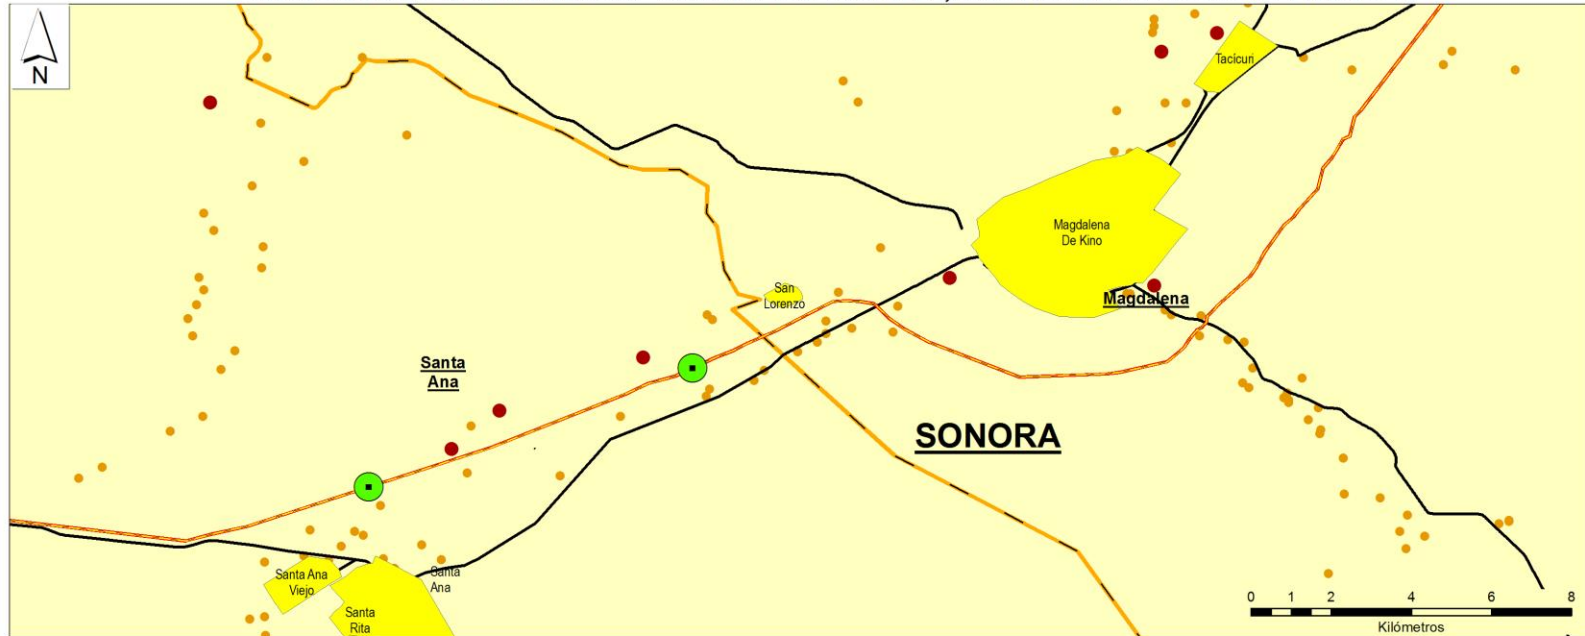 N
Tacícuri
Magdalena
De Kino
San
Lorenzo
Magdalena
Santa
Ana
SONORA
Santa Ana
Viejo
Santa
Ana
Santa
Rita
0 1 2 4 6 8
Kilómetros